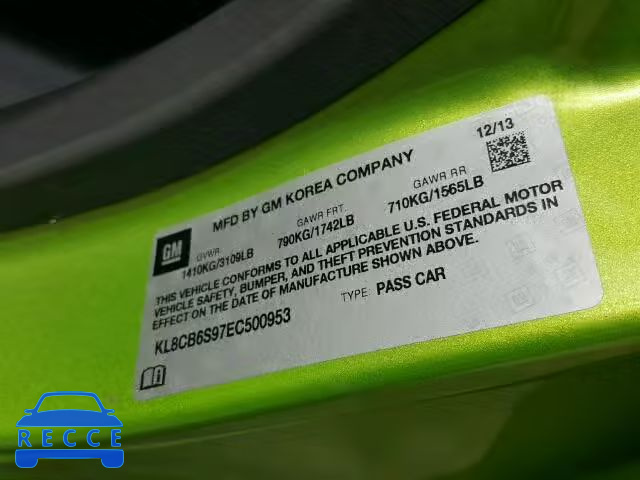 12/13
MFD BY GM KOREA COMPANY
GM
GVWR GAWR FRT. GAWR RR
1410KG/3109LB 790KG/1742LB 710KG/1565LB
THIS VEHICLE CONFORMS TO ALL APPLICABLE U.S. FEDERAL MOTOR
VEHICLE SAFETY, BUMPER, AND THEFT PREVENTION STANDARDS IN
EFFECT ON THE DATE OF MANUFACTURE SHOWN ABOVE.
TYPE: PASS CAR
KL8CB6S97EC500953
RECCE